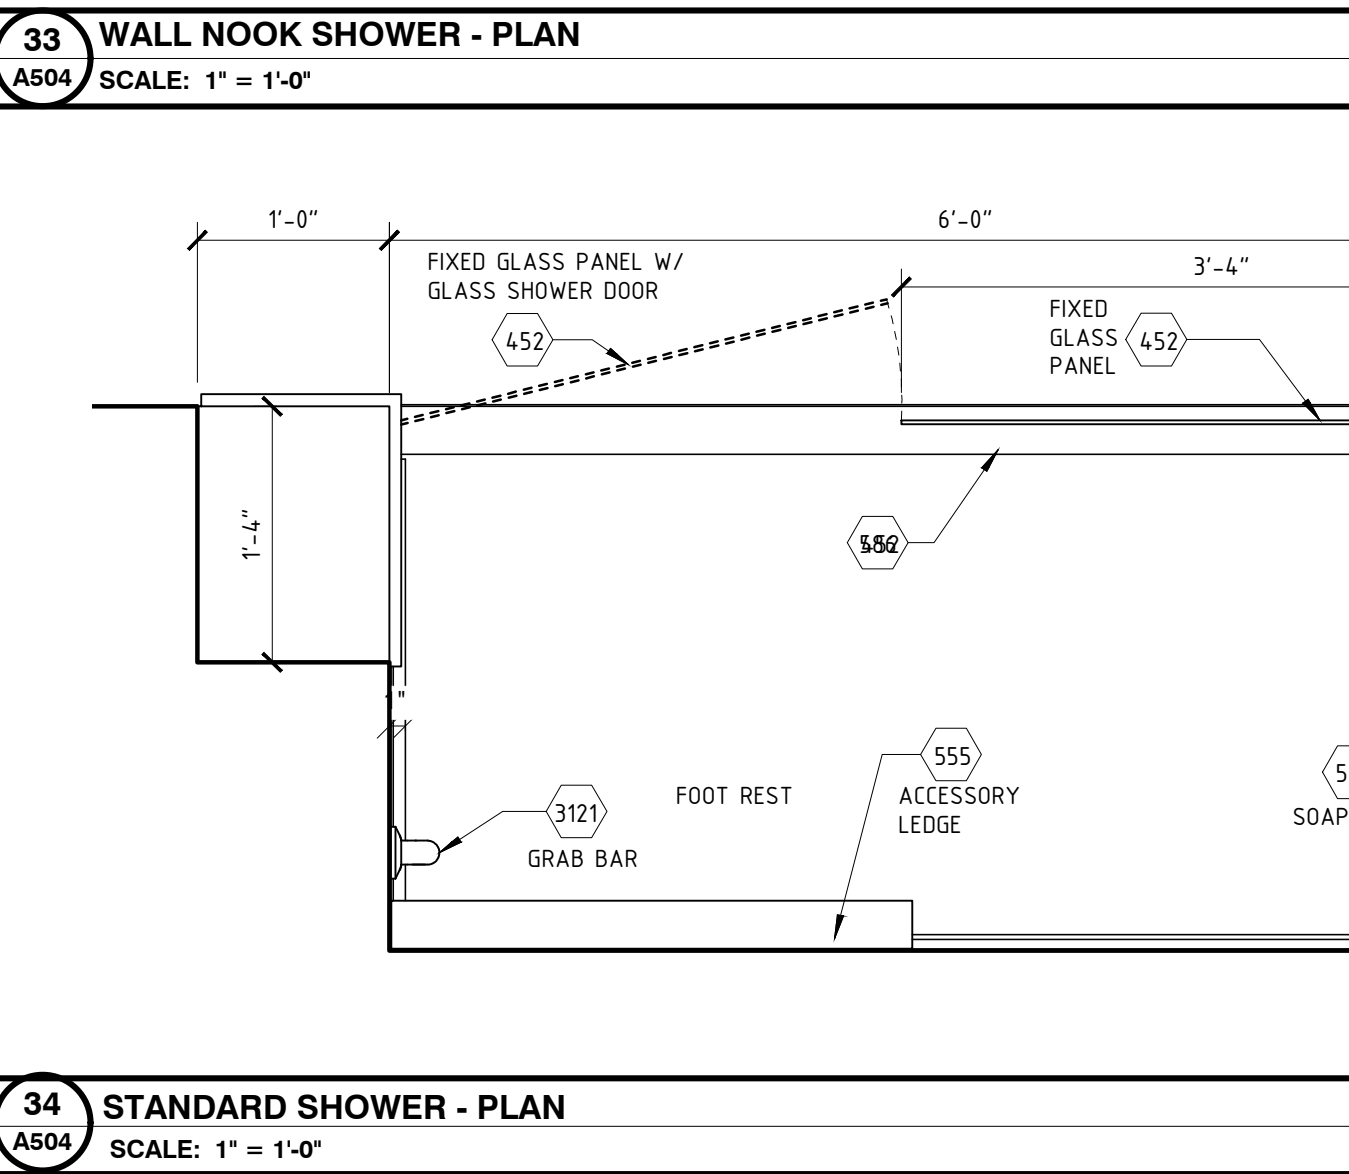 33
A504
WALL NOOK SHOWER - PLAN
SCALE: 1" = 1'-0"
1'-0"
6'-0"
3'-4"
FIXED GLASS PANEL W/
GLASS SHOWER DOOR
452
FIXED
GLASS
PANEL
452
1'-4"
1"
555
ACCESSORY
LEDGE
FOOT REST
3121
GRAB BAR
5
SOAP
34
A504
STANDARD SHOWER - PLAN
SCALE: 1" = 1'-0"